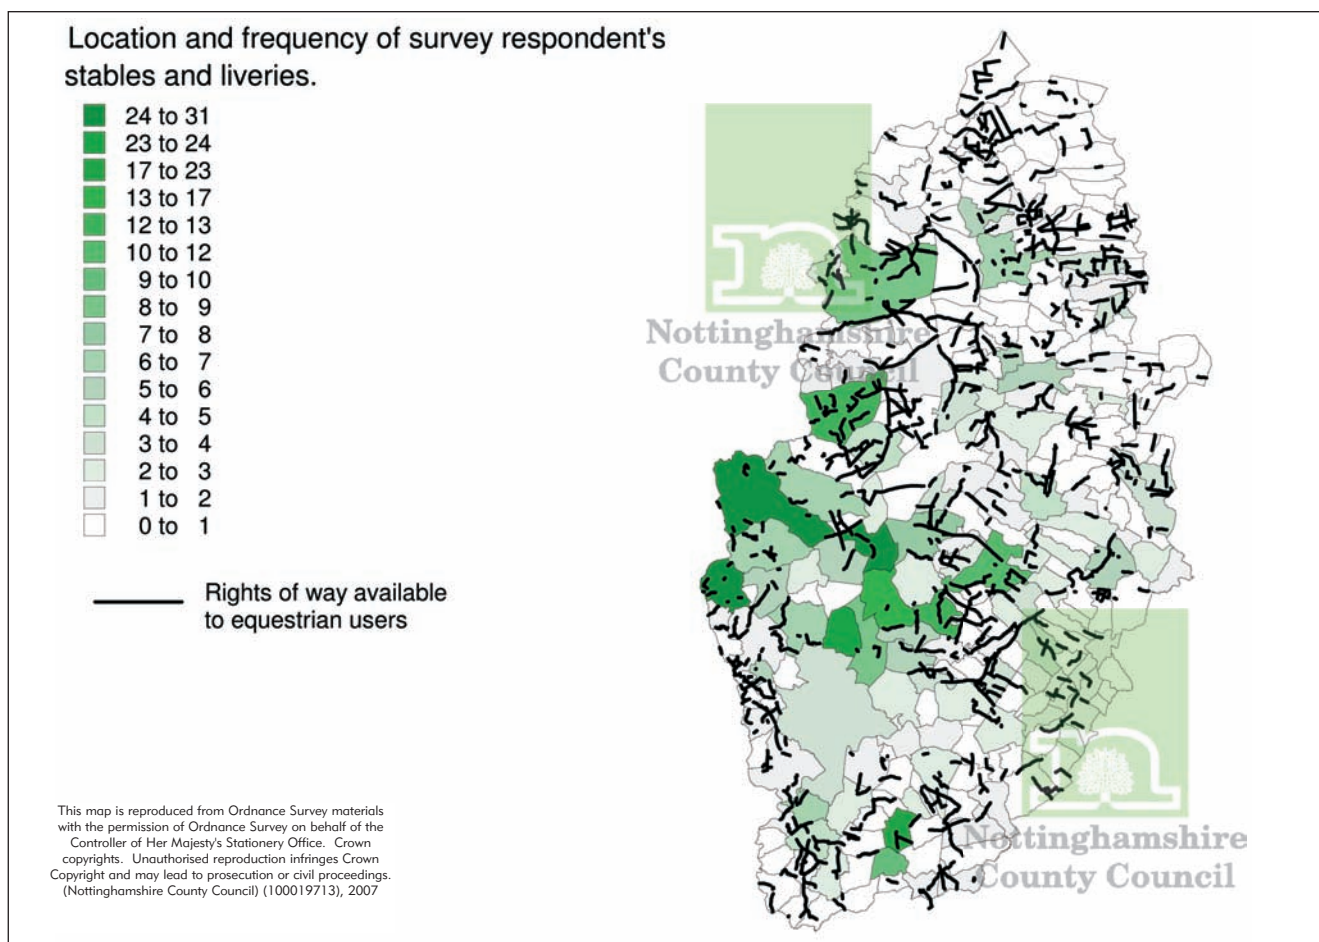 Location and frequency of survey respondent's
stables and liveries.
24 to 31
23 to 24
17 to 23
13 to 17
12 to 13
10 to 12
9 to 10
8 to 9
7 to 8
6 to 7
5 to 6
4 to 5
3 to 4
2 to 3
1 to 2
0 to 1
Rights of way available
to equestrian users
This map is reproduced from Ordnance Survey materials
with the permission of Ordnance Survey on behalf of the
Controller of Her Majesty's Stationery Office. Crown
copyrights. Unauthorised reproduction infringes Crown
Copyright and may lead to prosecution or civil proceedings.
(Nottinghamshire County Council) (100019713), 2007
n
Nottinghamshire
County Council
n
Nottinghamshire
County Council